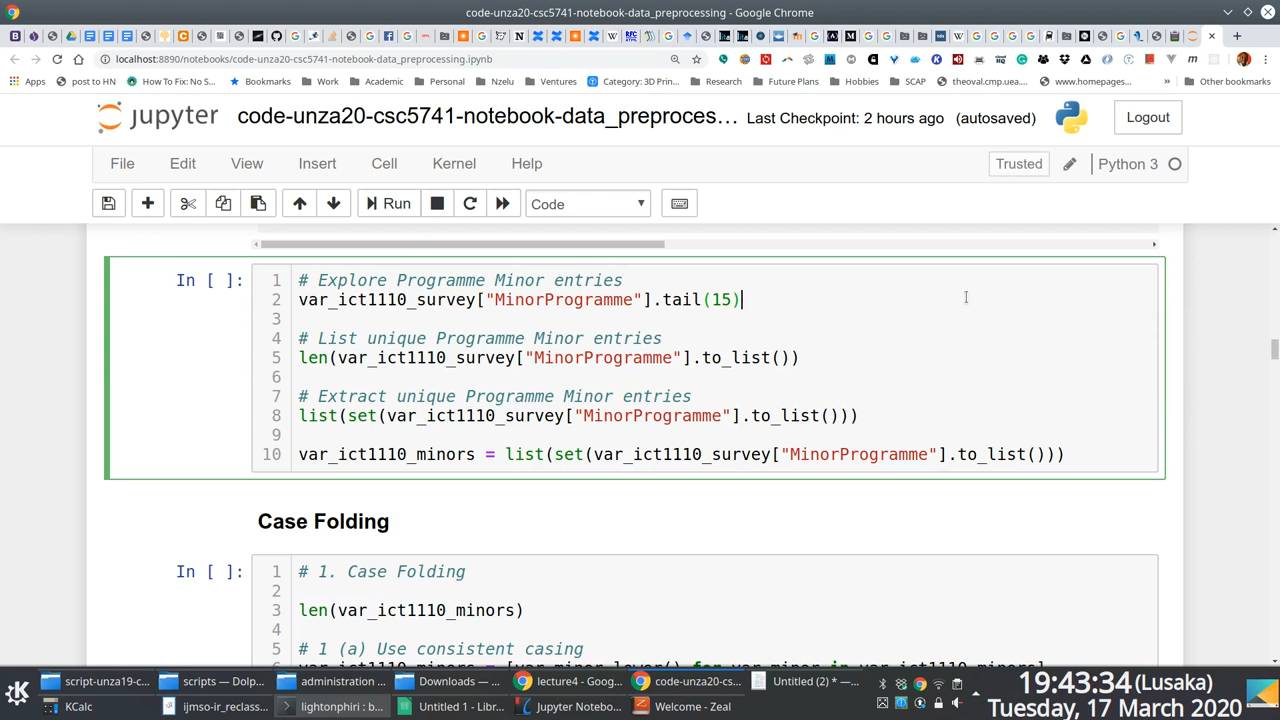 code-unza20-csc5741-notebook-data_preprocessing - Google Chrome
localhost:8890/notebooks/code-unza20-csc5741-notebook-data_preprocessing.ipynb
Apps post to HN How To Fix: No S... Bookmarks Work Academic Personal Nzelu Ventures Category: 3D Prin... Research Future Plans Hobbies SCAP theoval.cmp.uea.... www.homepages... » Other bookmarks
jupyter code-unza20-csc5741-notebook-data_preproces... Last Checkpoint: 2 hours ago (autosaved) Logout
File Edit View Insert Cell Kernel Help Trusted Python 3
Run Code
In [ ]:
1 # Explore Programme Minor entries
2 var_ict1110_survey["MinorProgramme"].tail(15)
3
4 # List unique Programme Minor entries
5 len(var_ict1110_survey["MinorProgramme"].to_list())
6
7 # Extract unique Programme Minor entries
8 list(set(var_ict1110_survey["MinorProgramme"].to_list()))
9
10 var_ict1110_minors = list(set(var_ict1110_survey["MinorProgramme"].to_list()))
Case Folding
In [ ]:
1 # 1. Case Folding
2
3 len(var_ict1110_minors)
4
5 # 1 (a) Use consistent casing
6 var_ict1110_minors = [var_minor.lower() for var_minor in var_ict1110_minors]
script-unza19-c... scripts — Dolp... administration ... Downloads — ... lecture4 - Goog... code-unza20-cs... Untitled (2) * —...
KCalc ijmso-ir_reclass... lightonphiri : b... Untitled 1 - Libr... Jupyter Notebo... Welcome - Zeal
19:43:34 (Lusaka)
Tuesday, 17 March 2020